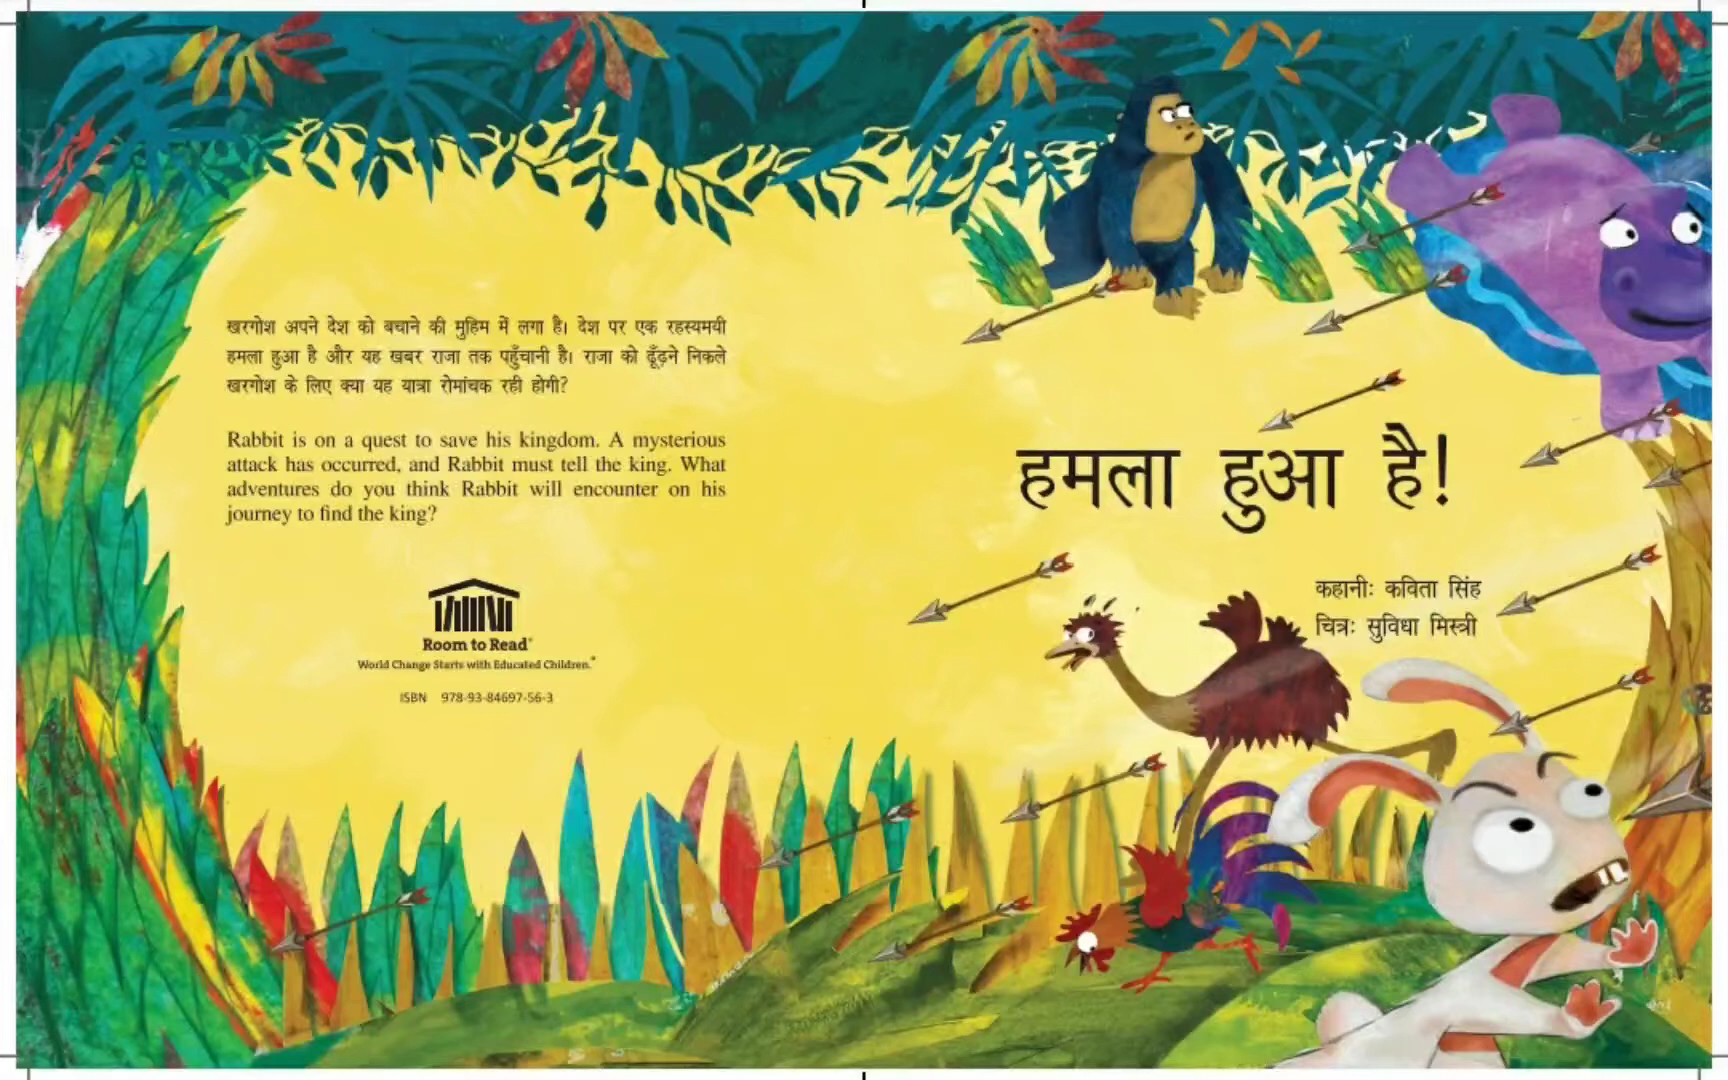 खरगोश अपने देश को बचाने की मुहिम में लगा है। देश पर एक रहस्यमयी
हमला हुआ है और यह खबर राजा तक पहुँचानी है। राजा को ढूँढ़ने निकले
खरगोश के लिए क्या यह यात्रा रोमांचक रही होगी?
Rabbit is on a quest to save his kingdom. A mysterious
attack has occurred, and Rabbit must tell the king. What
adventures do you think Rabbit will encounter on his
journey to find the king?
Room to Read®
World Change Starts with Educated Children.®
ISBN 978-93-84697-56-3
हमला हुआ है!
कहानीः कविता सिंह
चित्रः सुविधा मिस्त्री